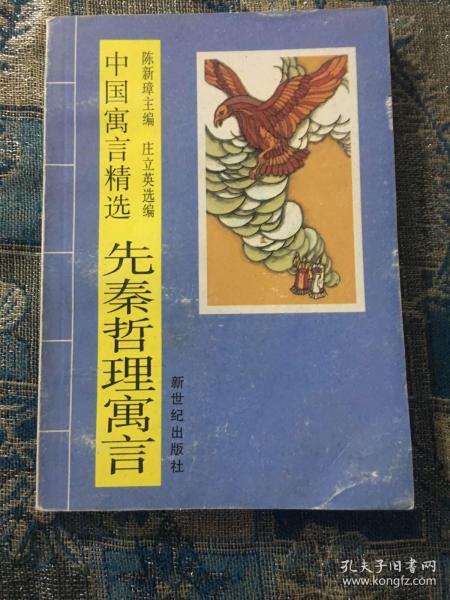 陈新璋主编 庄立英选编
中国寓言精选 先秦哲理寓言
新世纪出版社
孔夫子旧书网
www.kongfz.com